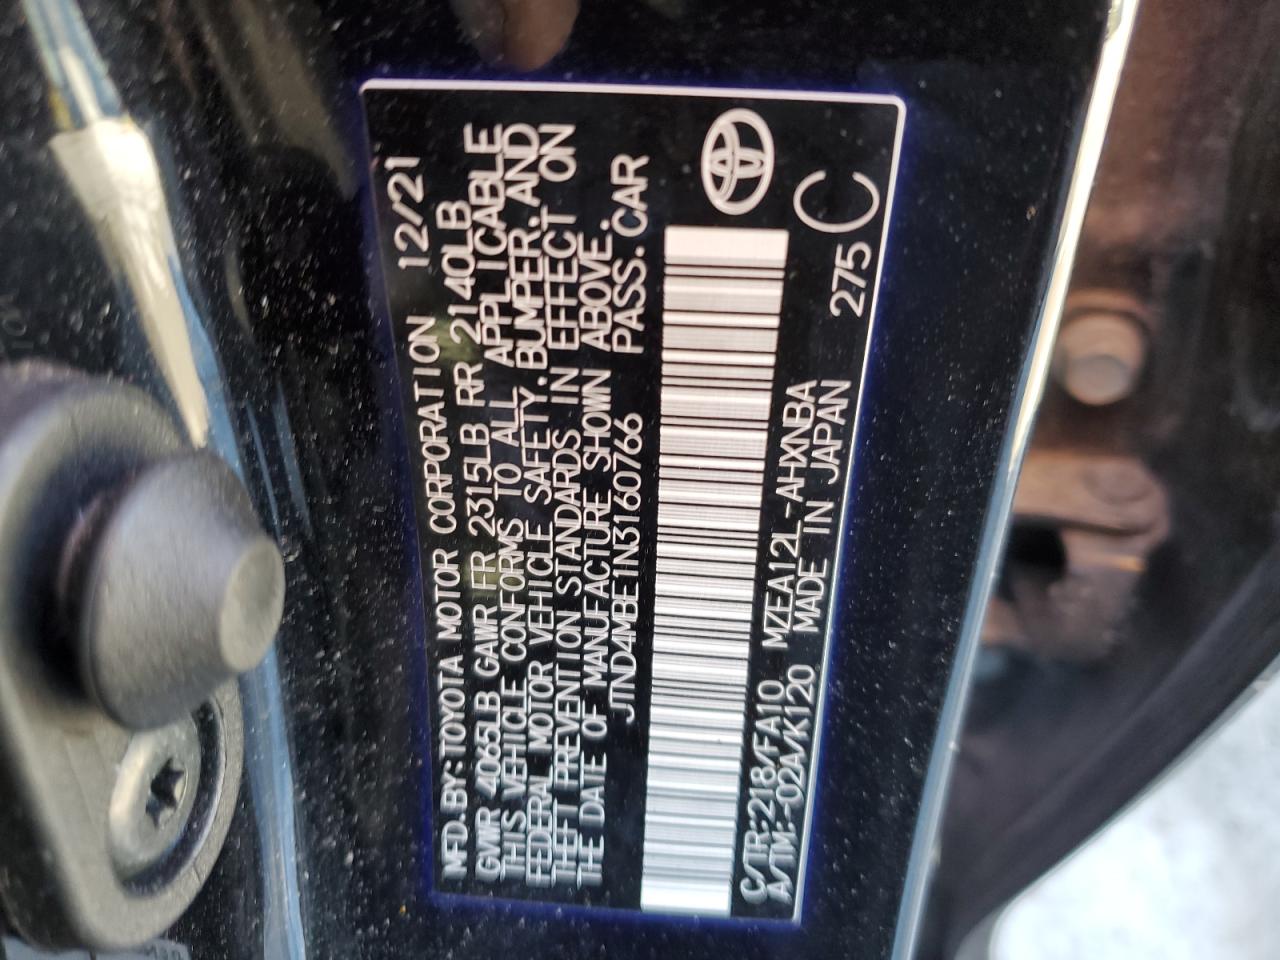 MFD.BY:TOYOTA MOTOR CORPORATION 12/21
GVWR 4065LB GAWR FR 2315LB RR 2140LB
THIS VEHICLE CONFORMS TO ALL APPLICABLE
FEDERAL MOTOR VEHICLE SAFETY, BUMPER, AND
THEFT PREVENTION STANDARDS IN EFFECT ON
THE DATE OF MANUFACTURE SHOWN ABOVE.
JTND4MBE1N3160766 PASS.CAR
C/TR:218/FA10 MZEA12L-AHXNBA
A/TM:-02A/K120 MADE IN JAPAN 275 C